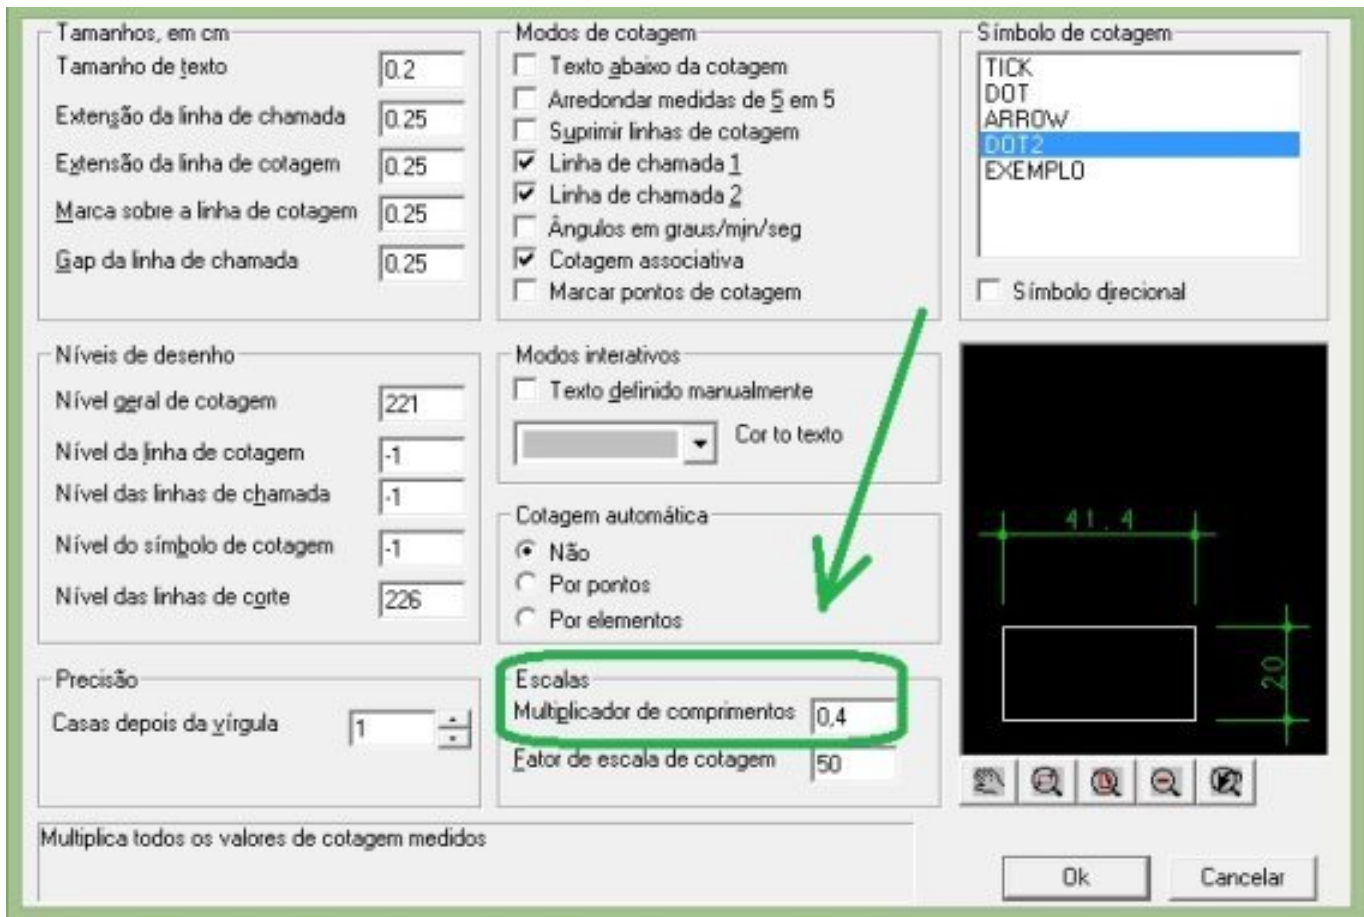 Tamanhos, em cm
Tamanho de texto
0.2
Extensão da linha de chamada
0.25
Extensão da linha de cotagem
0.25
Marca sobre a linha de cotagem
0.25
Gap da linha de chamada
0.25
Modos de cotagem
Texto abaixo da cotagem
Arredondar medidas de 5 em 5
Suprimir linhas de cotagem
Linha de chamada 1
Linha de chamada 2
Ângulos em graus/min/seg
Cotagem associativa
Marcar pontos de cotagem
Símbolo de cotagem
TICK
DOT
ARROW
DOT2
EXEMPLO
Símbolo direcional
Níveis de desenho
Nível geral de cotagem
221
Nível da linha de cotagem
-1
Nível das linhas de chamada
-1
Nível do símbolo de cotagem
-1
Nível das linhas de corte
226
Modos interativos
Texto definido manualmente
Cor to texto
Cotagem automática
Não
Por pontos
Por elementos
41.4
20
Precisão
Casas depois da vírgula
1
Escalas
Multiplicador de comprimentos
0,4
Fator de escala de cotagem
50
Multiplica todos os valores de cotagem medidos
Ok
Cancelar